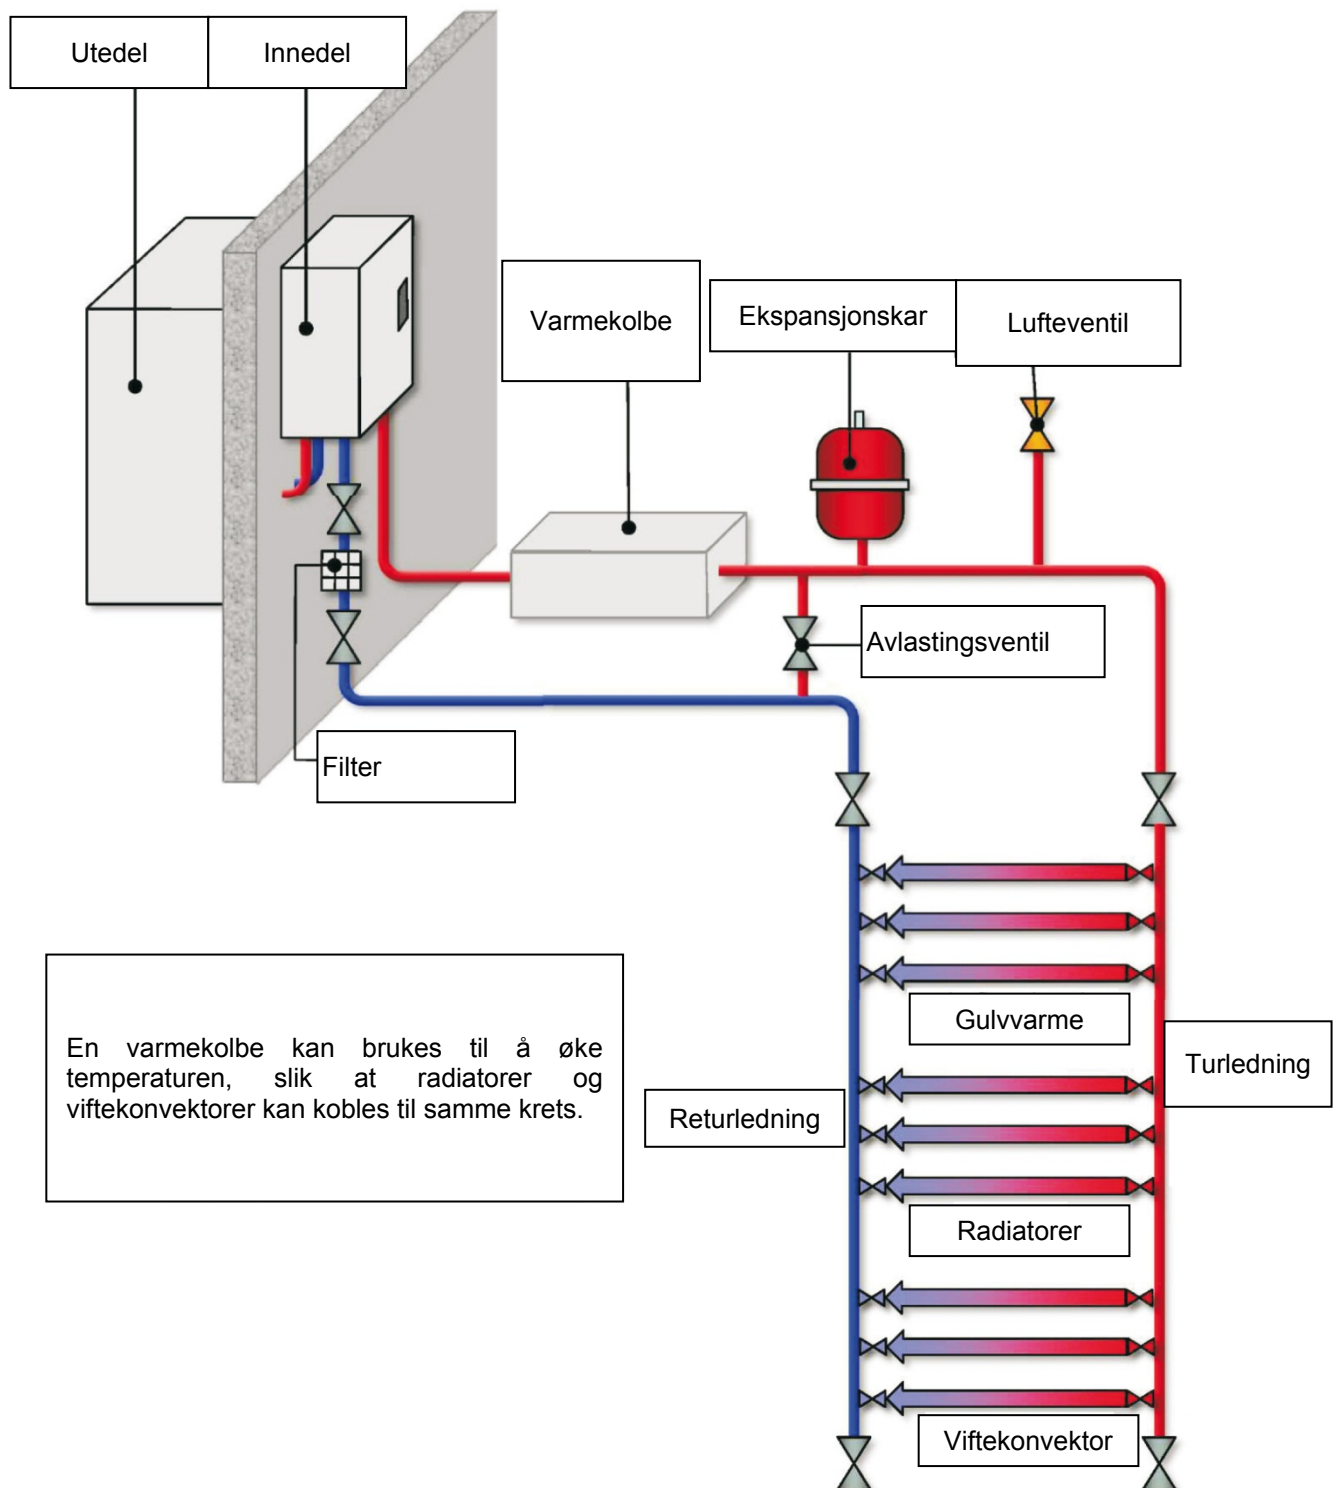 Utedel
Innedel
Varmekolbe
Ekspansjonskar
Lufteventil
Avlastingsventil
Filter
En varmekolbe kan brukes til å øke
temperaturen, slik at radiatorer og
viftekonvektorer kan kobles til samme krets.
Gulvvarme
Turledning
Returledning
Radiatorer
Viftekonvektor